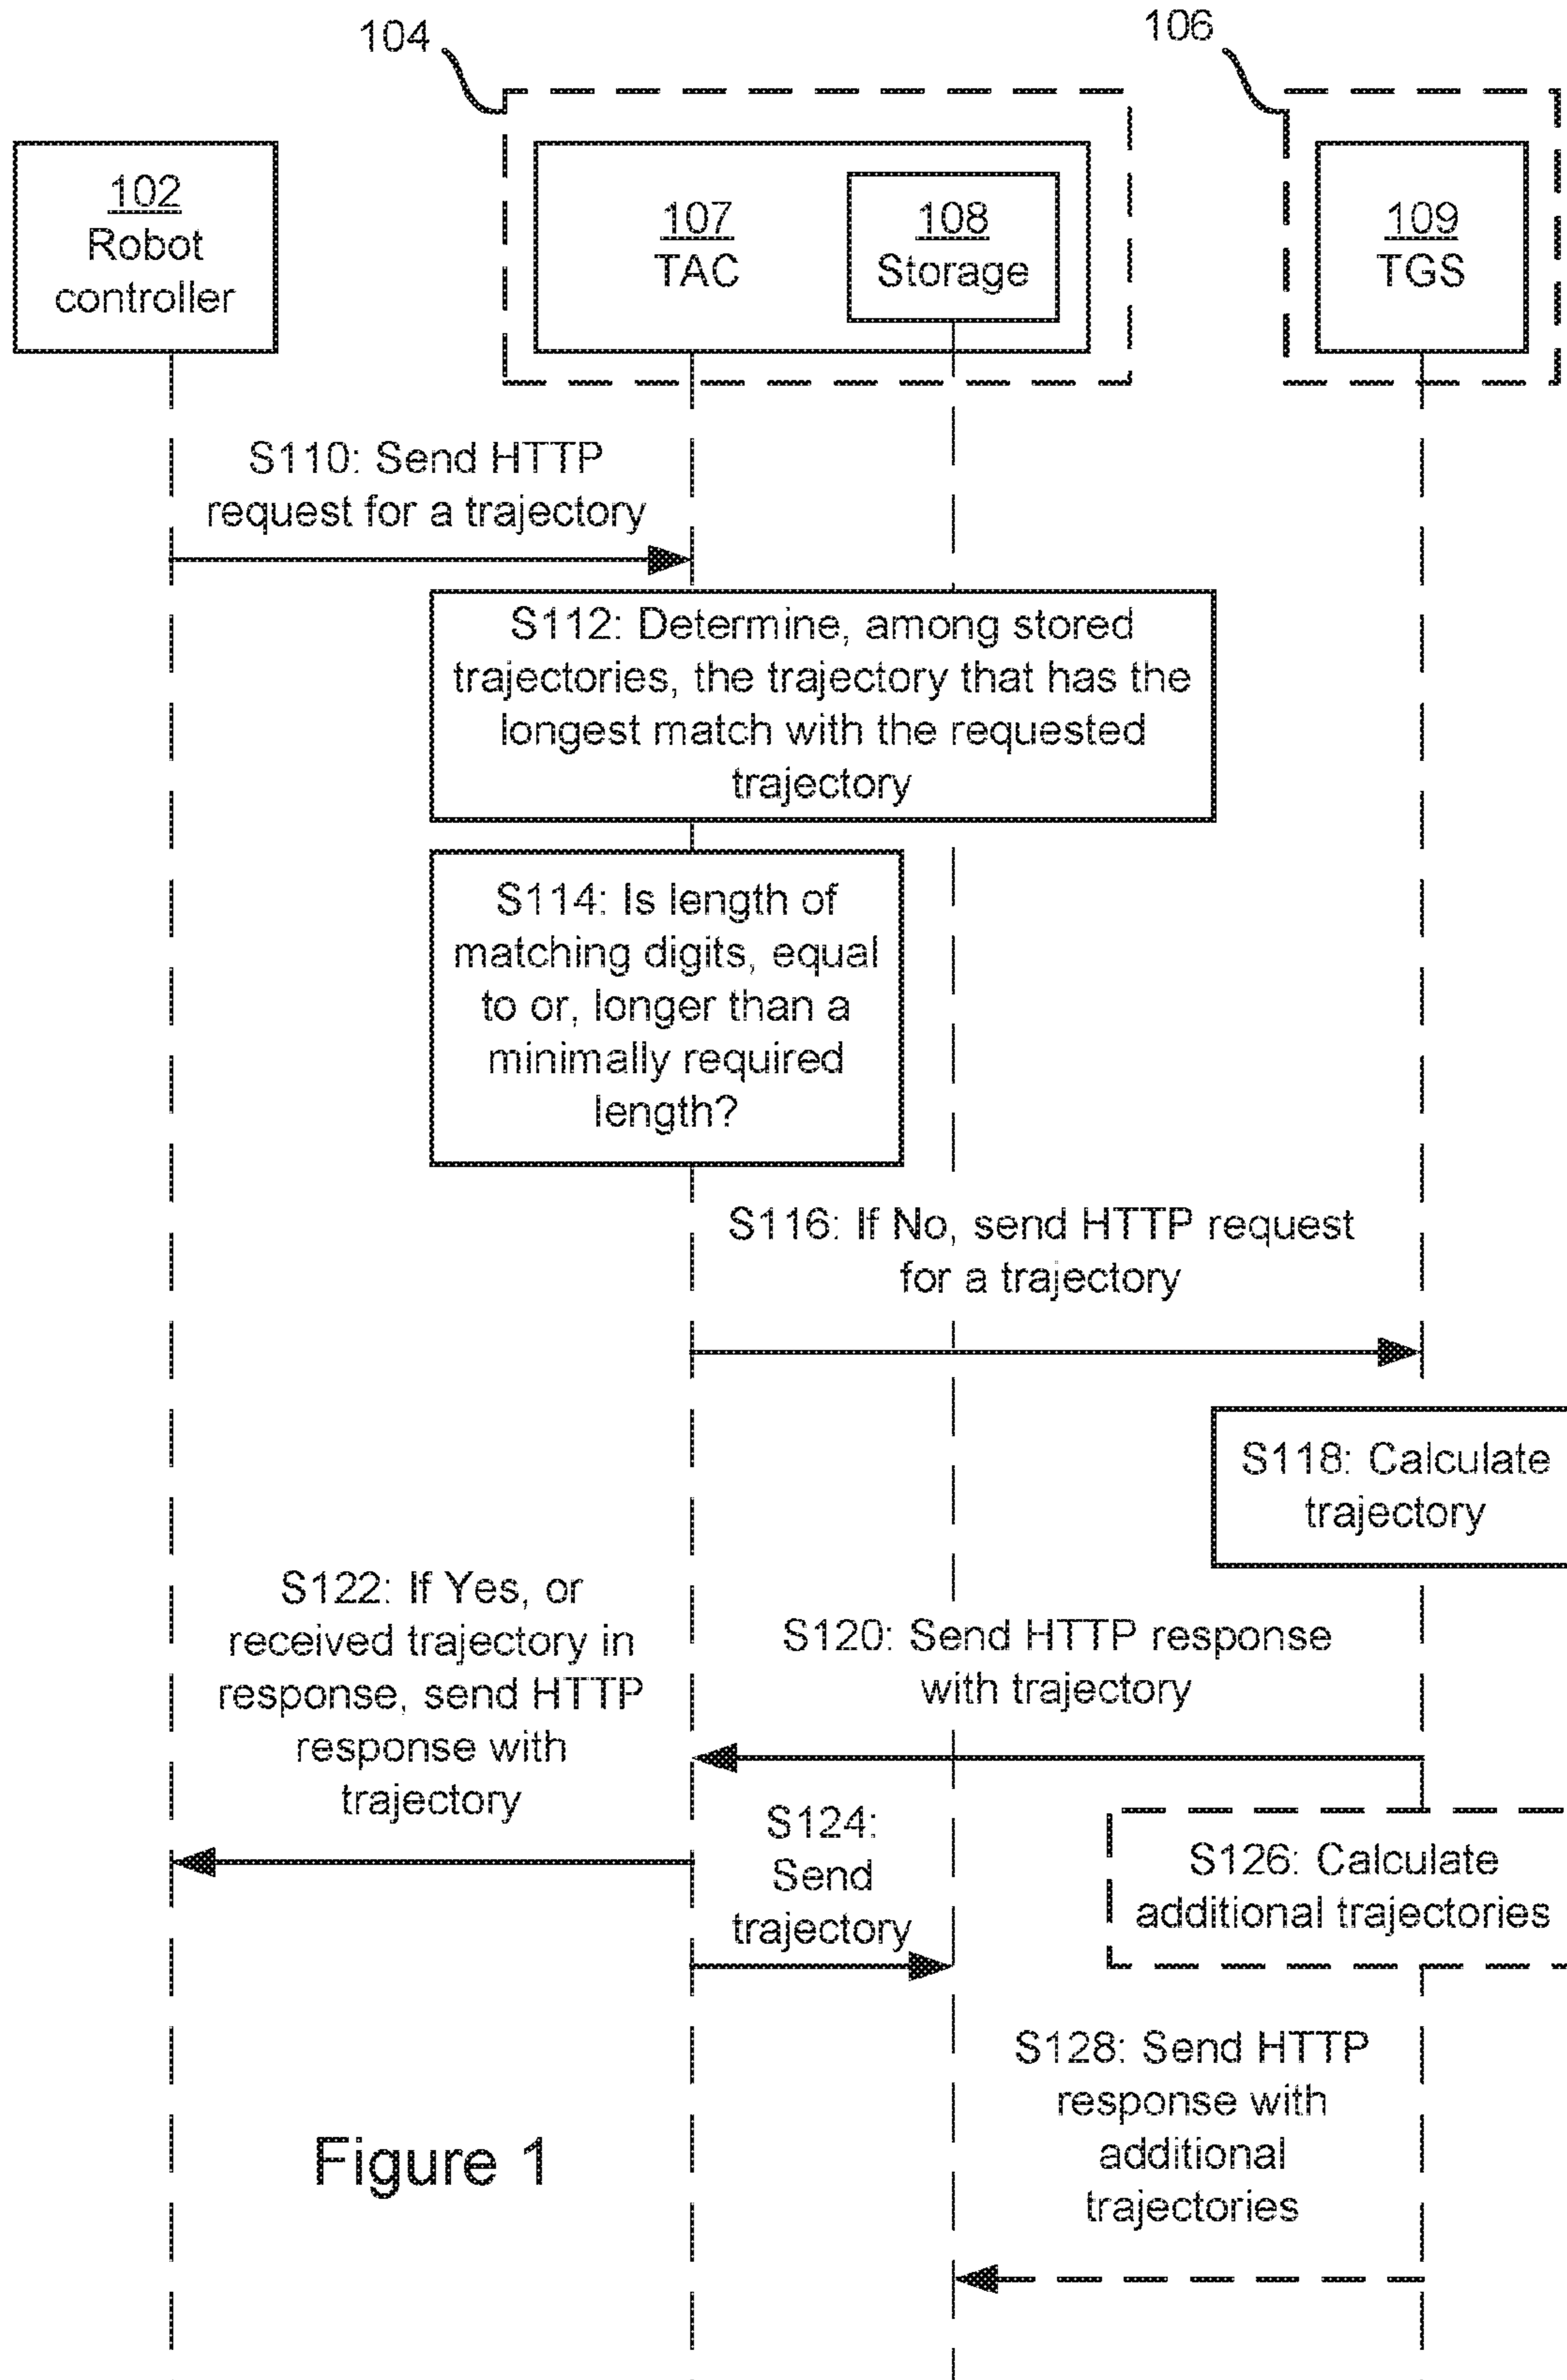 104
106
102
Robot
controller
107
TAC
108
Storage
109
TGS
S110: Send HTTP
request for a trajectory
S112: Determine, among stored
trajectories, the trajectory that has the
longest match with the requested
trajectory
S114: Is length of
matching digits, equal
to or, longer than a
minimally required
length?
S116: If No, send HTTP request
for a trajectory
S118: Calculate
trajectory
S122: If Yes, or
received trajectory in
response, send HTTP
response with
trajectory
S120: Send HTTP response
with trajectory
S124:
Send
trajectory
S126: Calculate
additional trajectories
S128: Send HTTP
response with
additional
trajectories
Figure 1